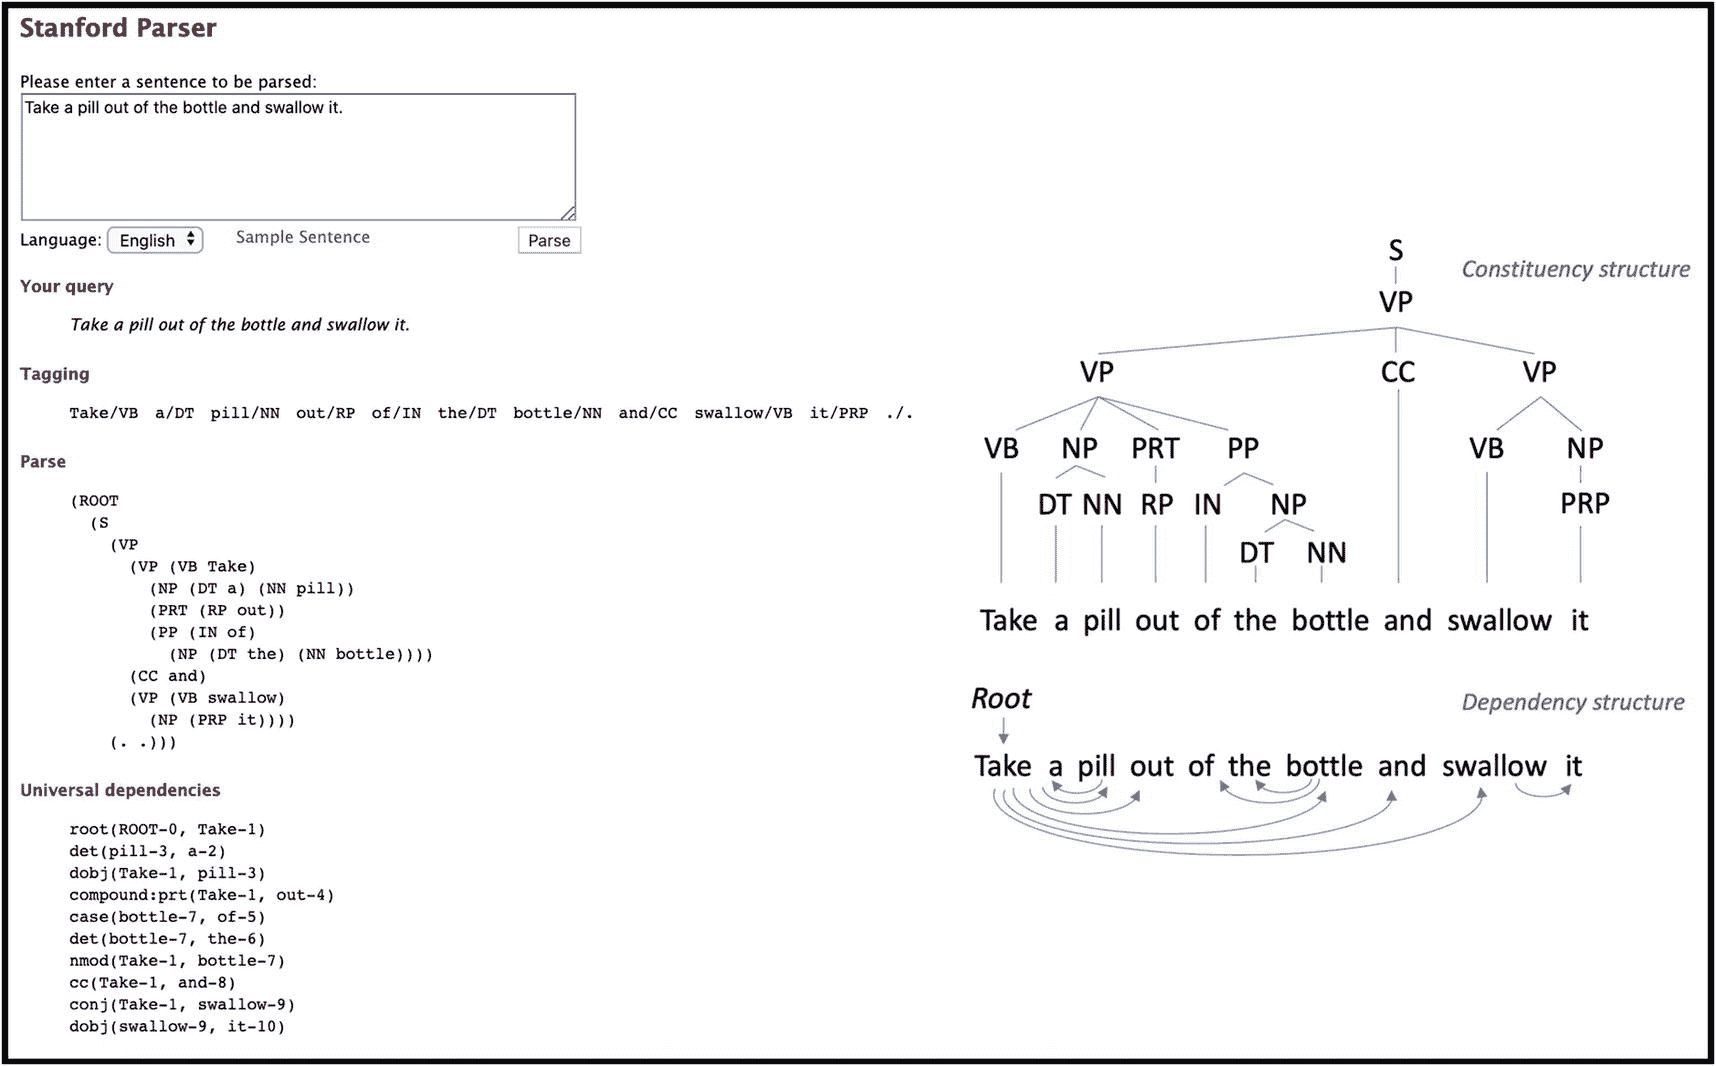 Stanford Parser
Please enter a sentence to be parsed:
Take a pill out of the bottle and swallow it.
Language: English Sample Sentence Parse
Your query
Take a pill out of the bottle and swallow it.
Tagging
Take/VB a/DT pill/NN out/RP of/IN the/DT bottle/NN and/CC swallow/VB it/PRP ./.
Parse
(ROOT
(S
(VP
(VP (VB Take)
(NP (DT a) (NN pill))
(PRT (RP out))
(PP (IN of)
(NP (DT the) (NN bottle))))
(CC and)
(VP (VB swallow)
(NP (PRP it))))
(. .)))
Universal dependencies
root(ROOT-0, Take-1)
det(pill-3, a-2)
dobj(Take-1, pill-3)
compound:prt(Take-1, out-4)
case(bottle-7, of-5)
det(bottle-7, the-6)
nmod(Take-1, bottle-7)
cc(Take-1, and-8)
conj(Take-1, swallow-9)
dobj(swallow-9, it-10)
S
Constituency structure
VP
VP CC VP
VB NP PRT PP VB NP
DT NN RP IN NP PRP
DT NN
Take a pill out of the bottle and swallow it
Root
Dependency structure
Take a pill out of the bottle and swallow it